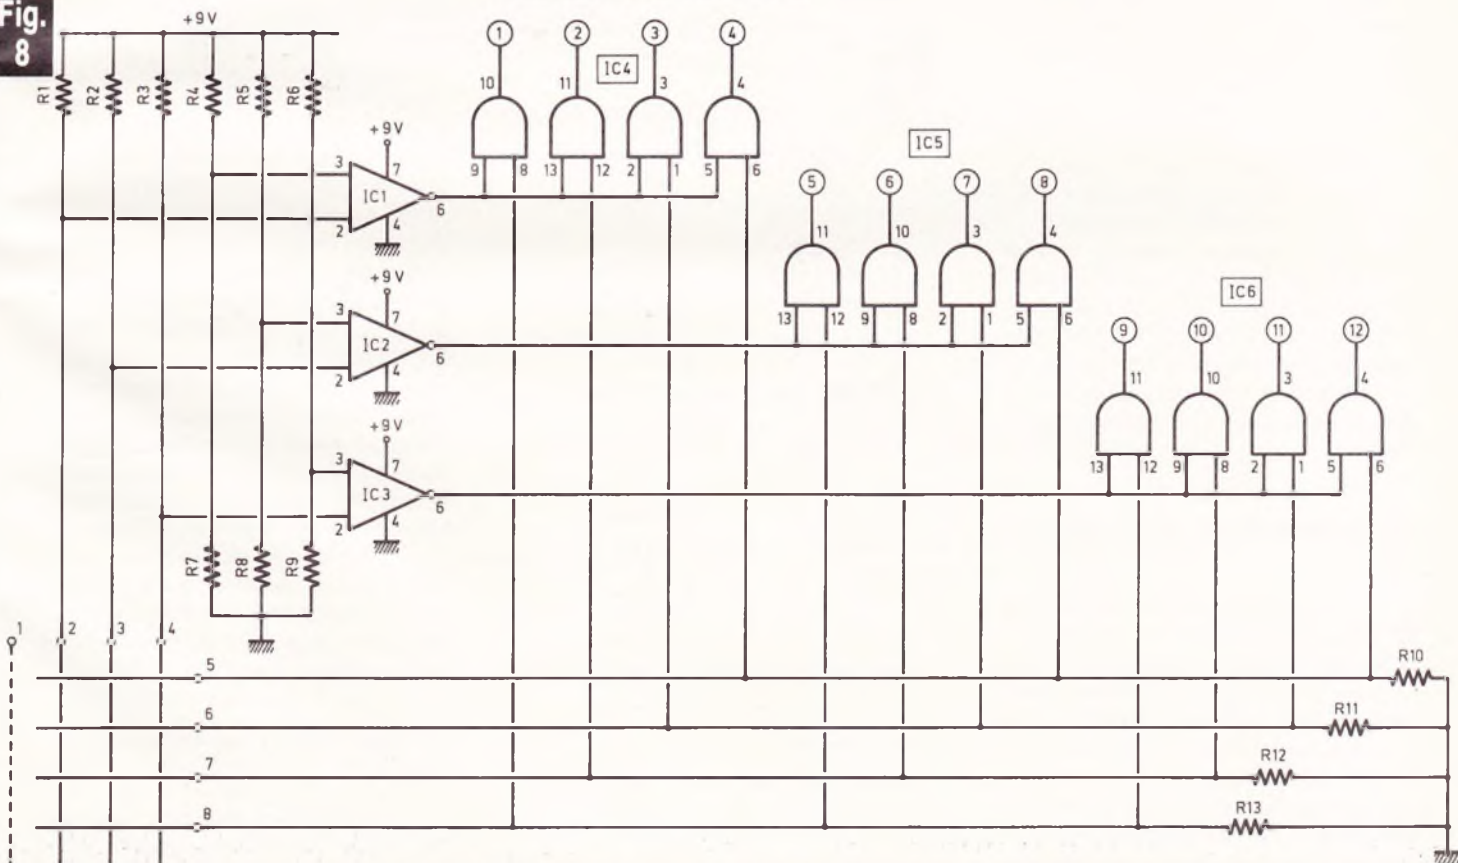 Fig.
8
+9V
R1 R2 R3 R4 R5 R6
1 2 3 4
10 11 3 4
IC4
9 8 13 12 2 1 5 6
+9V
3 7
IC1
2 4 6
IC5
5 6 7 8
11 10 3 4
13 12 9 8 2 1 5 6
+9V
3 7
IC2
2 4 6
IC6
9 10 11 12
11 10 3 4
13 12 9 8 2 1 5 6
+9V
3 7
IC3
2 4 6
R7 R8 R9
1 2 3 4
5 R10
6 R11
7 R12
8 R13